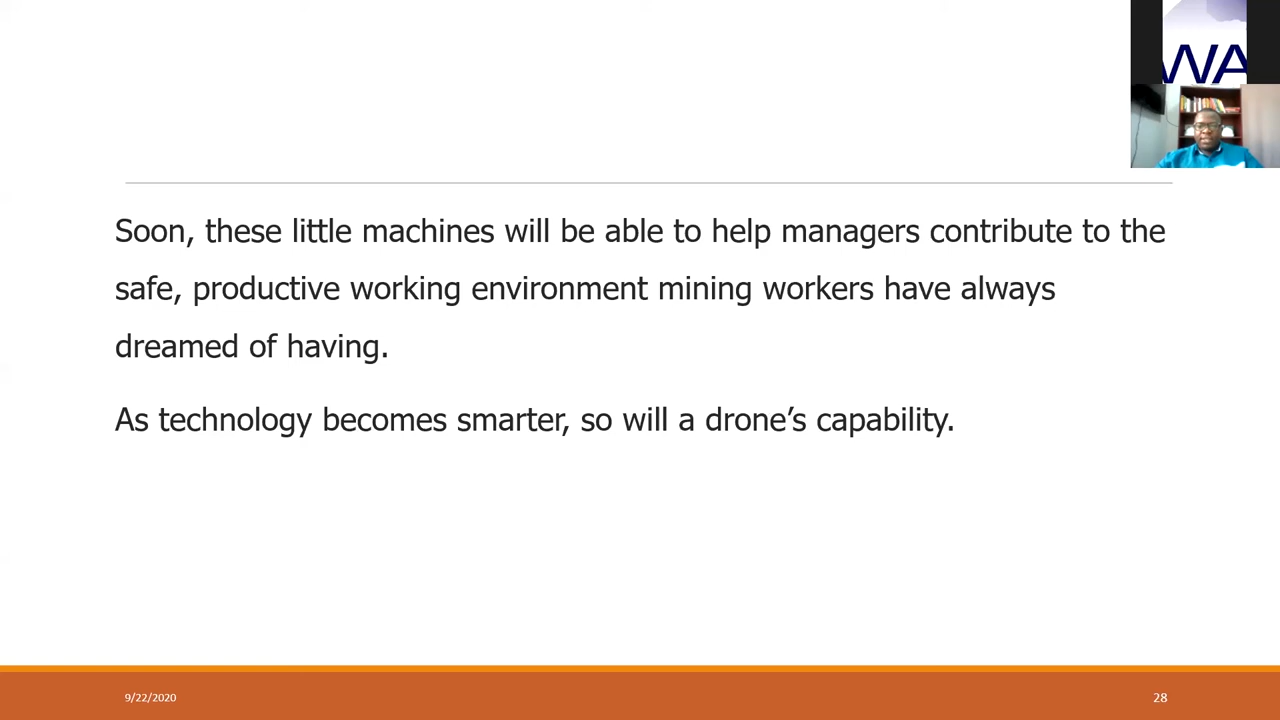 WA
Soon, these little machines will be able to help managers contribute to the
safe, productive working environment mining workers have always
dreamed of having.
As technology becomes smarter, so will a drone’s capability.
9/22/2020
28